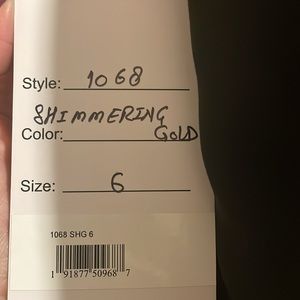 Style: 1068
SHIMMERING
Color: GOLD
Size: 6
1068 SHG 6
1 91877 50968 7